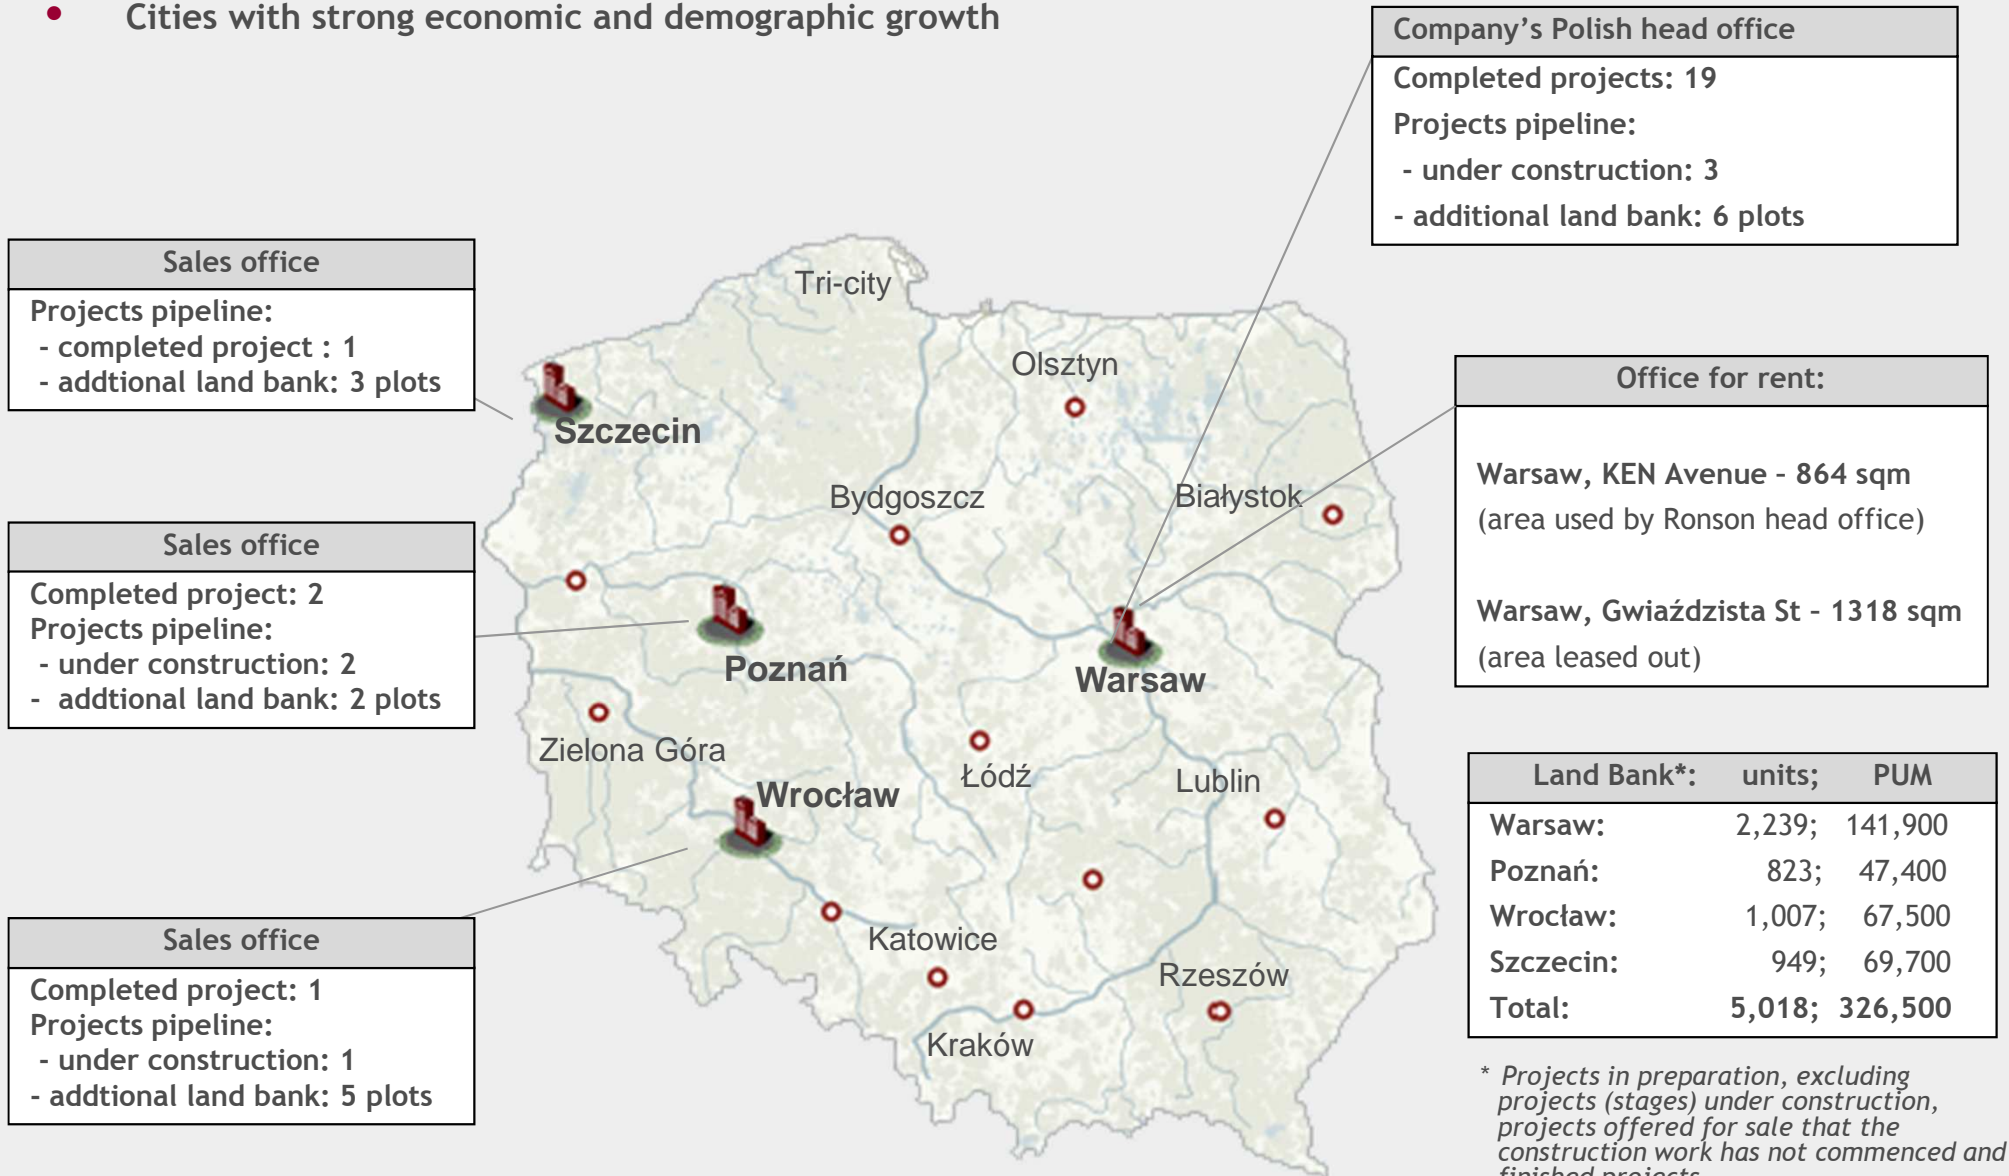 • Cities with strong economic and demographic growth
Company's Polish head office
Completed projects: 19
Projects pipeline:
- under construction: 3
- additional land bank: 6 plots
Sales office
Projects pipeline:
- completed project : 1
- addtional land bank: 3 plots
Sales office
Completed project: 2
Projects pipeline:
- under construction: 2
- addtional land bank: 2 plots
Sales office
Completed project: 1
Projects pipeline:
- under construction: 1
- addtional land bank: 5 plots
Tri-city
Olsztyn
Szczecin
Bydgoszcz
Białystok
Poznań
Warsaw
Zielona Góra
Wrocław
Łódź
Lublin
Katowice
Rzeszów
Kraków
Office for rent:
Warsaw, KEN Avenue - 864 sqm
(area used by Ronson head office)
Warsaw, Gwiaździsta St - 1318 sqm
(area leased out)
Land Bank*: units; PUM
Warsaw: 2,239; 141,900
Poznań: 823; 47,400
Wrocław: 1,007; 67,500
Szczecin: 949; 69,700
Total: 5,018; 326,500
* Projects in preparation, excluding
projects (stages) under construction,
projects offered for sale that the
construction work has not commenced and
finished projects